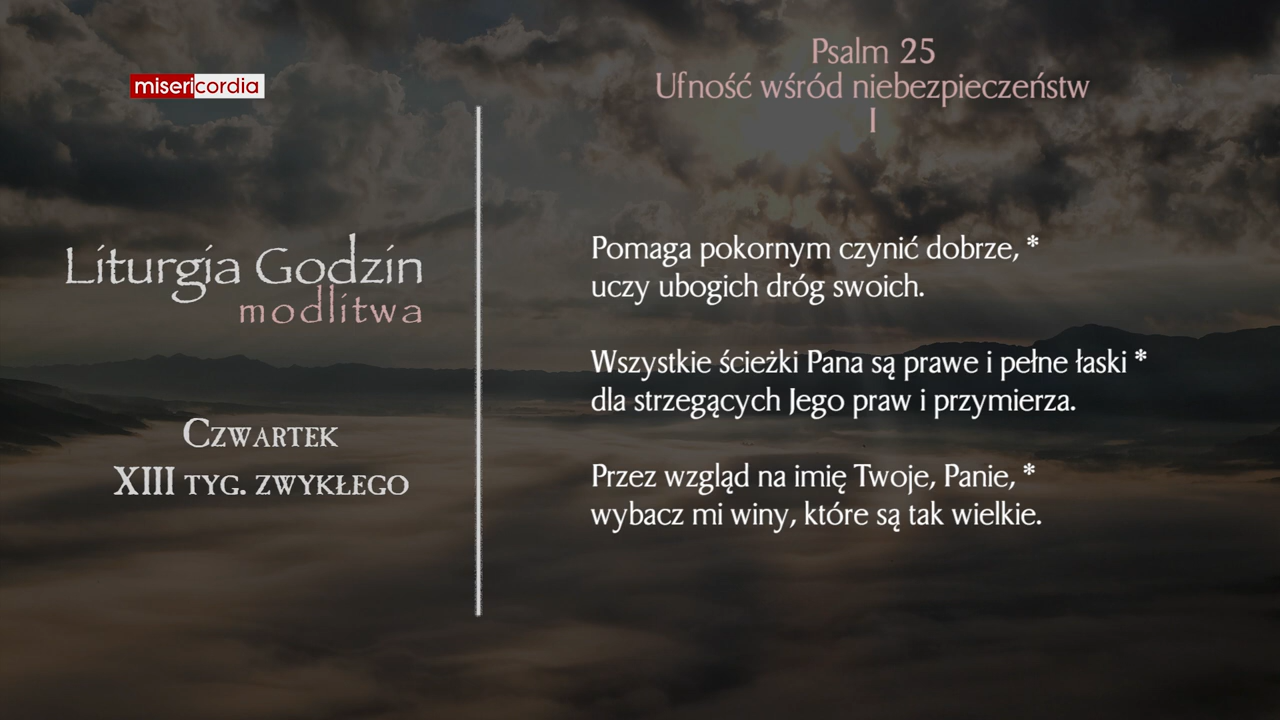 misericordia
Liturgia Godzin
modlitwa
Czwartek
XIII tyg. zwykłego
Psalm 25
Ufność wśród niebezpieczeństw
I
Pomaga pokornym czynić dobrze, *
uczy ubogich dróg swoich.
Wszystkie ścieżki Pana są prawe i pełne łaski *
dla strzegących Jego praw i przymierza.
Przez wzgląd na imię Twoje, Panie, *
wybacz mi winy, które są tak wielkie.